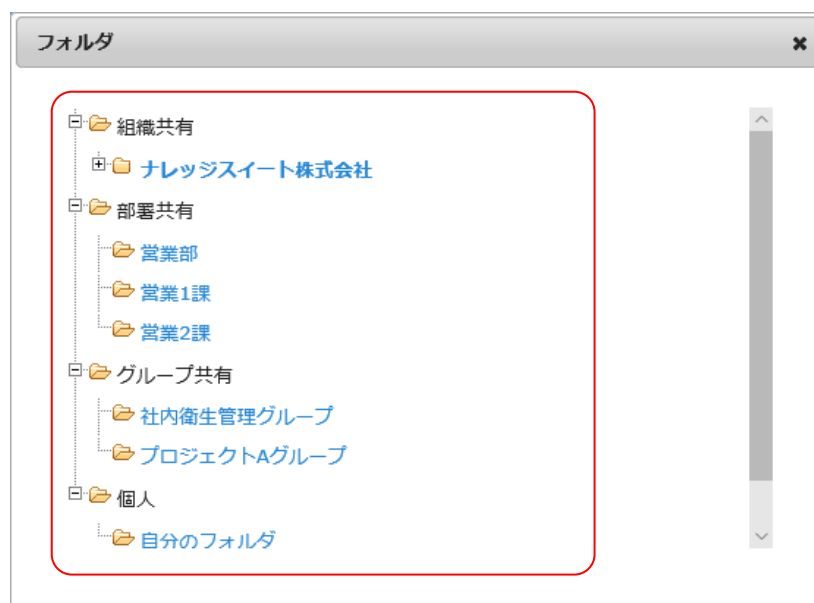 フォルダ
組織共有
ナレッジスイート株式会社
部署共有
営業部
営業1課
営業2課
グループ共有
社内衛生管理グループ
プロジェクトAグループ
個人
自分のフォルダ